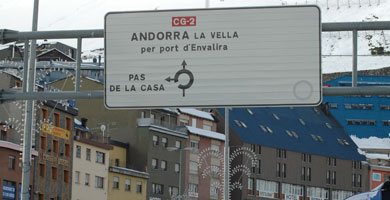 CG-2
ANDORRA LA VELLA
per port d'Envalira
PAS
DE LA CASA